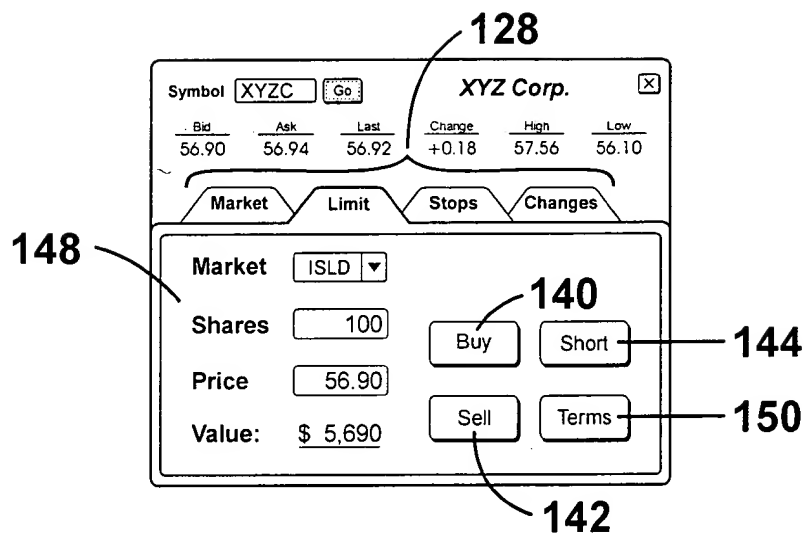 128
Symbol XYZC Go XYZ Corp. X
Bid Ask Last Change High Low
56.90 56.94 56.92 +0.18 57.56 56.10
Market Limit Stops Changes
148
Market ISLD ▼
140
Shares 100
Buy Short 144
Price 56.90
Sell Terms 150
Value: $ 5,690
142